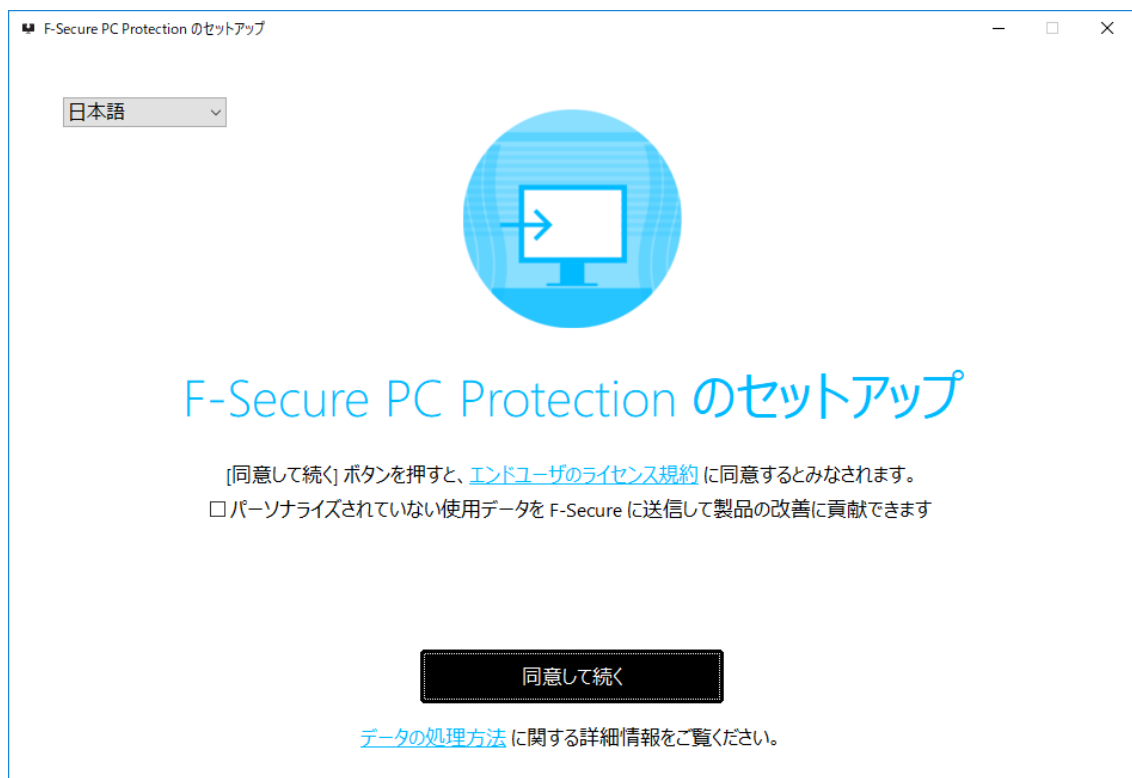 F-Secure PC Protection のセットアップ
日本語
F-Secure PC Protection のセットアップ
[同意して続く] ボタンを押すと、エンドユーザのライセンス規約 に同意するとみなされます。
パーソナライズされていない使用データを F-Secure に送信して製品の改善に貢献できます
同意して続く
データの処理方法 に関する詳細情報をご覧ください。